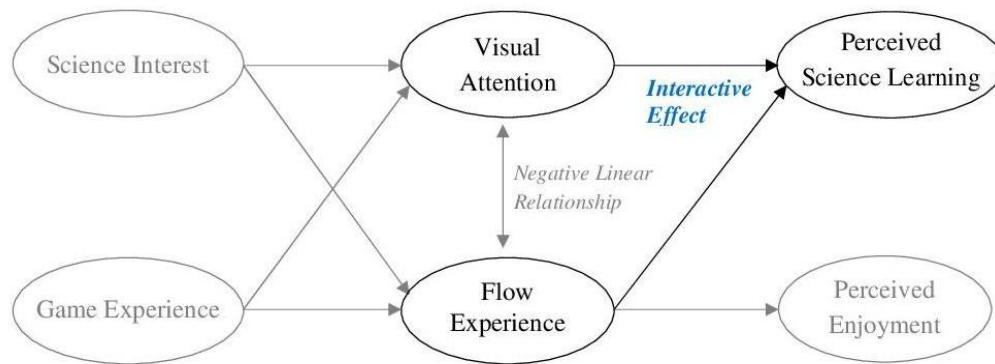 Science Interest
Visual
Attention
Perceived
Science Learning
Interactive
Effect
Negative Linear
Relationship
Game Experience
Flow
Experience
Perceived
Enjoyment